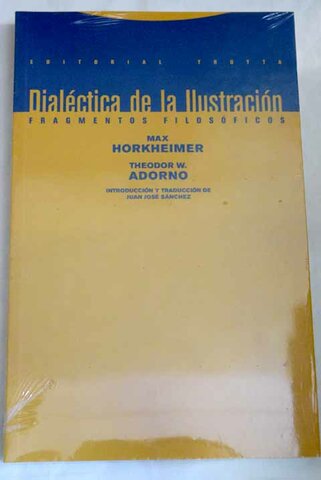 EDITORIAL TROTTA
Dialéctica de la Ilustración
FRAGMENTOS FILOSÓFICOS
MAX
HORKHEIMER
THEODOR W.
ADORNO
INTRODUCCIÓN Y TRADUCCIÓN DE
JUAN JOSÉ SÁNCHEZ